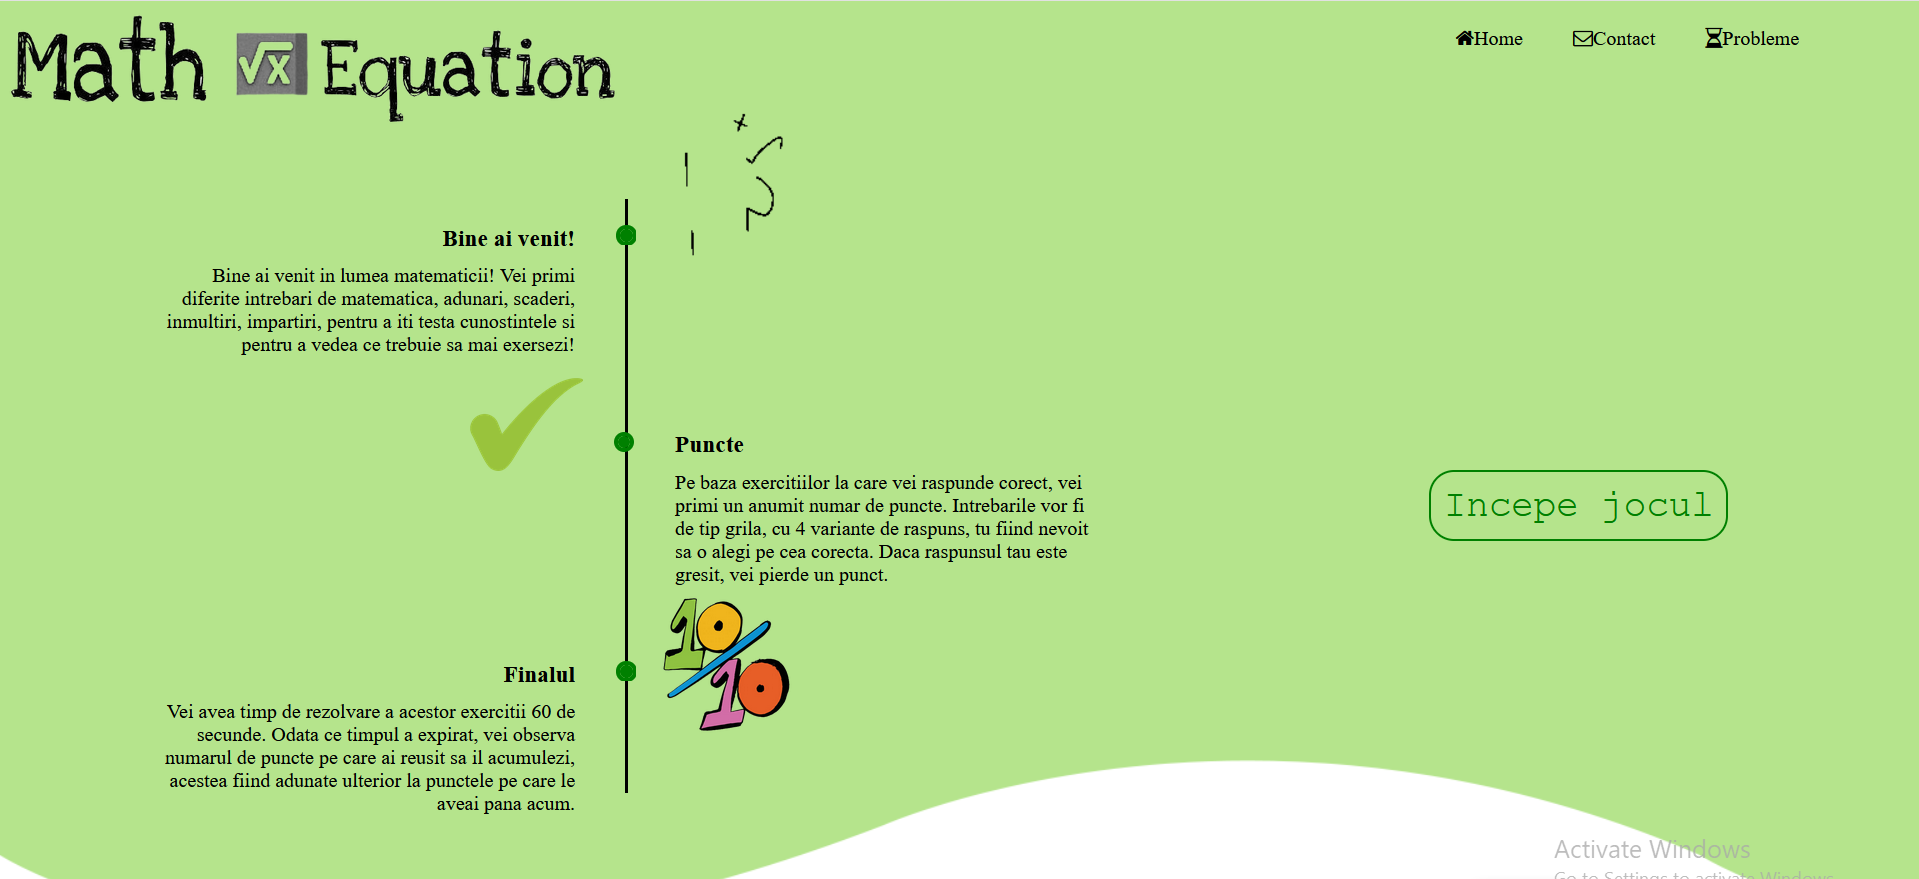 Math √x Equation
Home Contact Probleme
Bine ai venit!
Bine ai venit in lumea matematicii! Vei primi
diferite intrebari de matematica, adunari, scaderi,
inmultiri, impartiri, pentru a iti testa cunostintele si
pentru a vedea ce trebuie sa mai exersezi!
Puncte
Pe baza exercitiilor la care vei raspunde corect, vei
primi un anumit numar de puncte. Intrebarile vor fi
de tip grila, cu 4 variante de raspuns, tu fiind nevoit
sa o alegi pe cea corecta. Daca raspunsul tau este
gresit, vei pierde un punct.
Incepe jocul
10/10
Finalul
Vei avea timp de rezolvare a acestor exercitii 60 de
secunde. Odata ce timpul a expirat, vei observa
numarul de puncte pe care ai reusit sa il acumulezi,
acestea fiind adunate ulterior la punctele pe care le
aveai pana acum.
Activate Windows
Go to Settings to activate Windows.